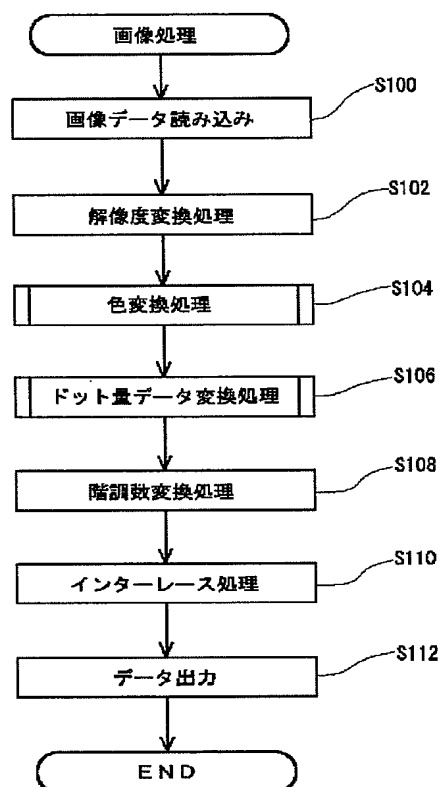 画像処理
S100
画像データ読み込み
S102
解像度変換処理
S104
色変換処理
S106
ドット量データ変換処理
S108
階調数変換処理
S110
インターレース処理
S112
データ出力
END